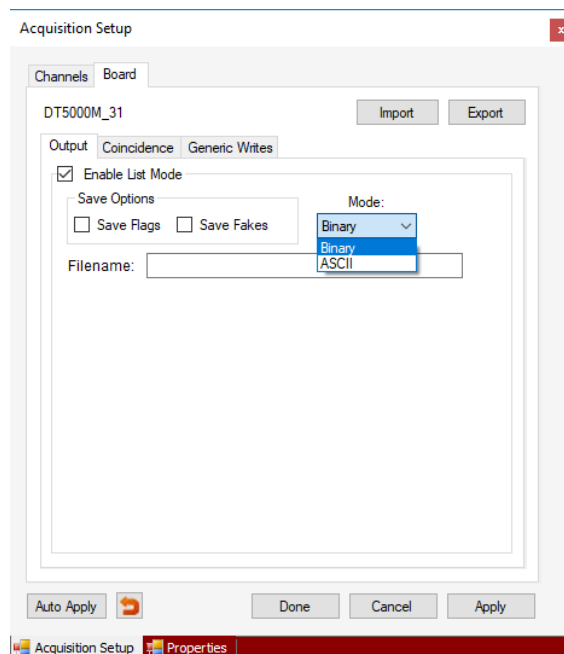 Acquisition Setup
x
Channels Board
DT5000M_31 Import Export
Output Coincidence Generic Writes
Enable List Mode
Save Options Mode:
Save Flags Save Fakes Binary
Binary
Filename: ASCII
Auto Apply Done Cancel Apply
Acquisition Setup Properties